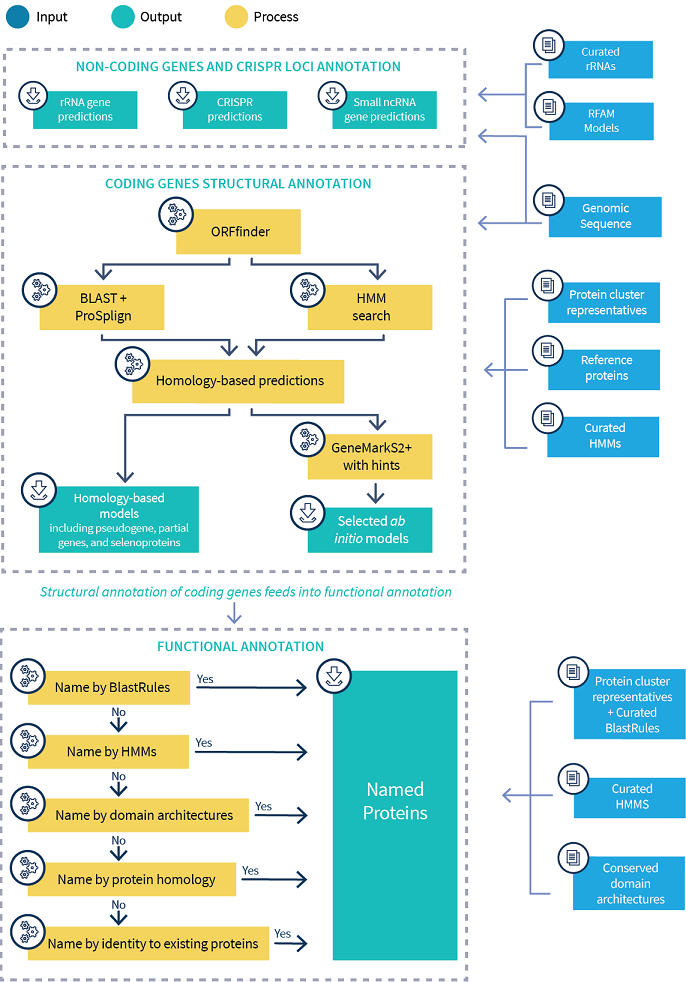 Input
Output
Process
NON-CODING GENES AND CRISPR LOCI ANNOTATION
rRNA gene
predictions
CRISPR
predictions
Small ncRNA
gene predictions
Curated
rRNAs
RFAM
Models
Genomic
Sequence
CODING GENES STRUCTURAL ANNOTATION
ORFfinder
BLAST +
ProSplign
HMM
search
Homology-based predictions
GeneMarkS2+
with hints
Homology-based
models
including pseudogene, partial
genes, and selenoproteins
Selected ab
initio models
Protein cluster
representatives
Reference
proteins
Curated
HMMs
Structural annotation of coding genes feeds into functional annotation
FUNCTIONAL ANNOTATION
Name by BlastRules
Yes
No
Name by HMMs
Yes
No
Name by domain architectures
Yes
No
Name by protein homology
Yes
No
Name by identity to existing proteins
Yes
Named
Proteins
Protein cluster
representatives
+ Curated
BlastRules
Curated
HMMS
Conserved
domain
architectures